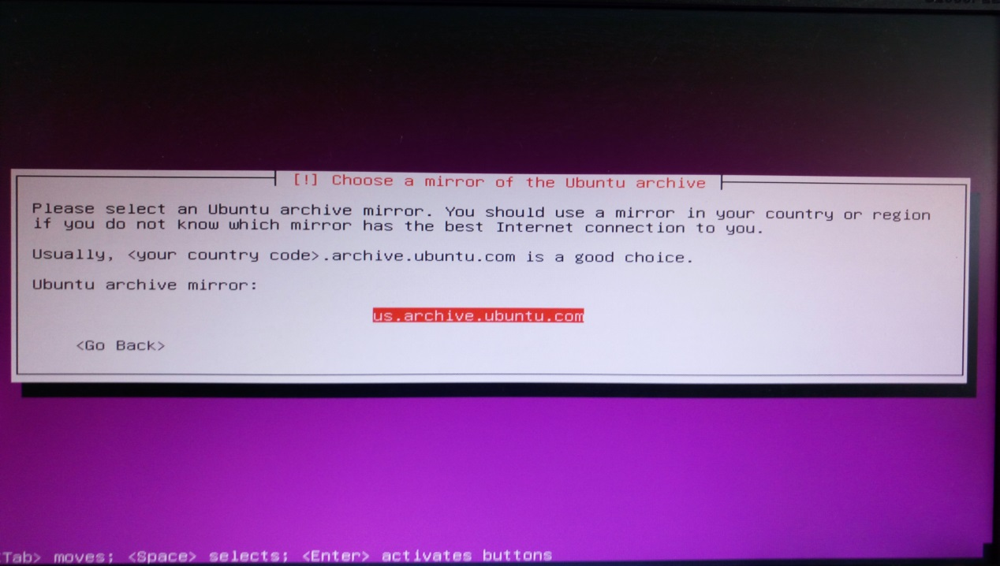 [!] Choose a mirror of the Ubuntu archive
Please select an Ubuntu archive mirror. You should use a mirror in your country or region
if you do not know which mirror has the best Internet connection to you.
Usually, <your country code>.archive.ubuntu.com is a good choice.
Ubuntu archive mirror:
us.archive.ubuntu.com
<Go Back>
Tab> moves; <Space> selects; <Enter> activates buttons